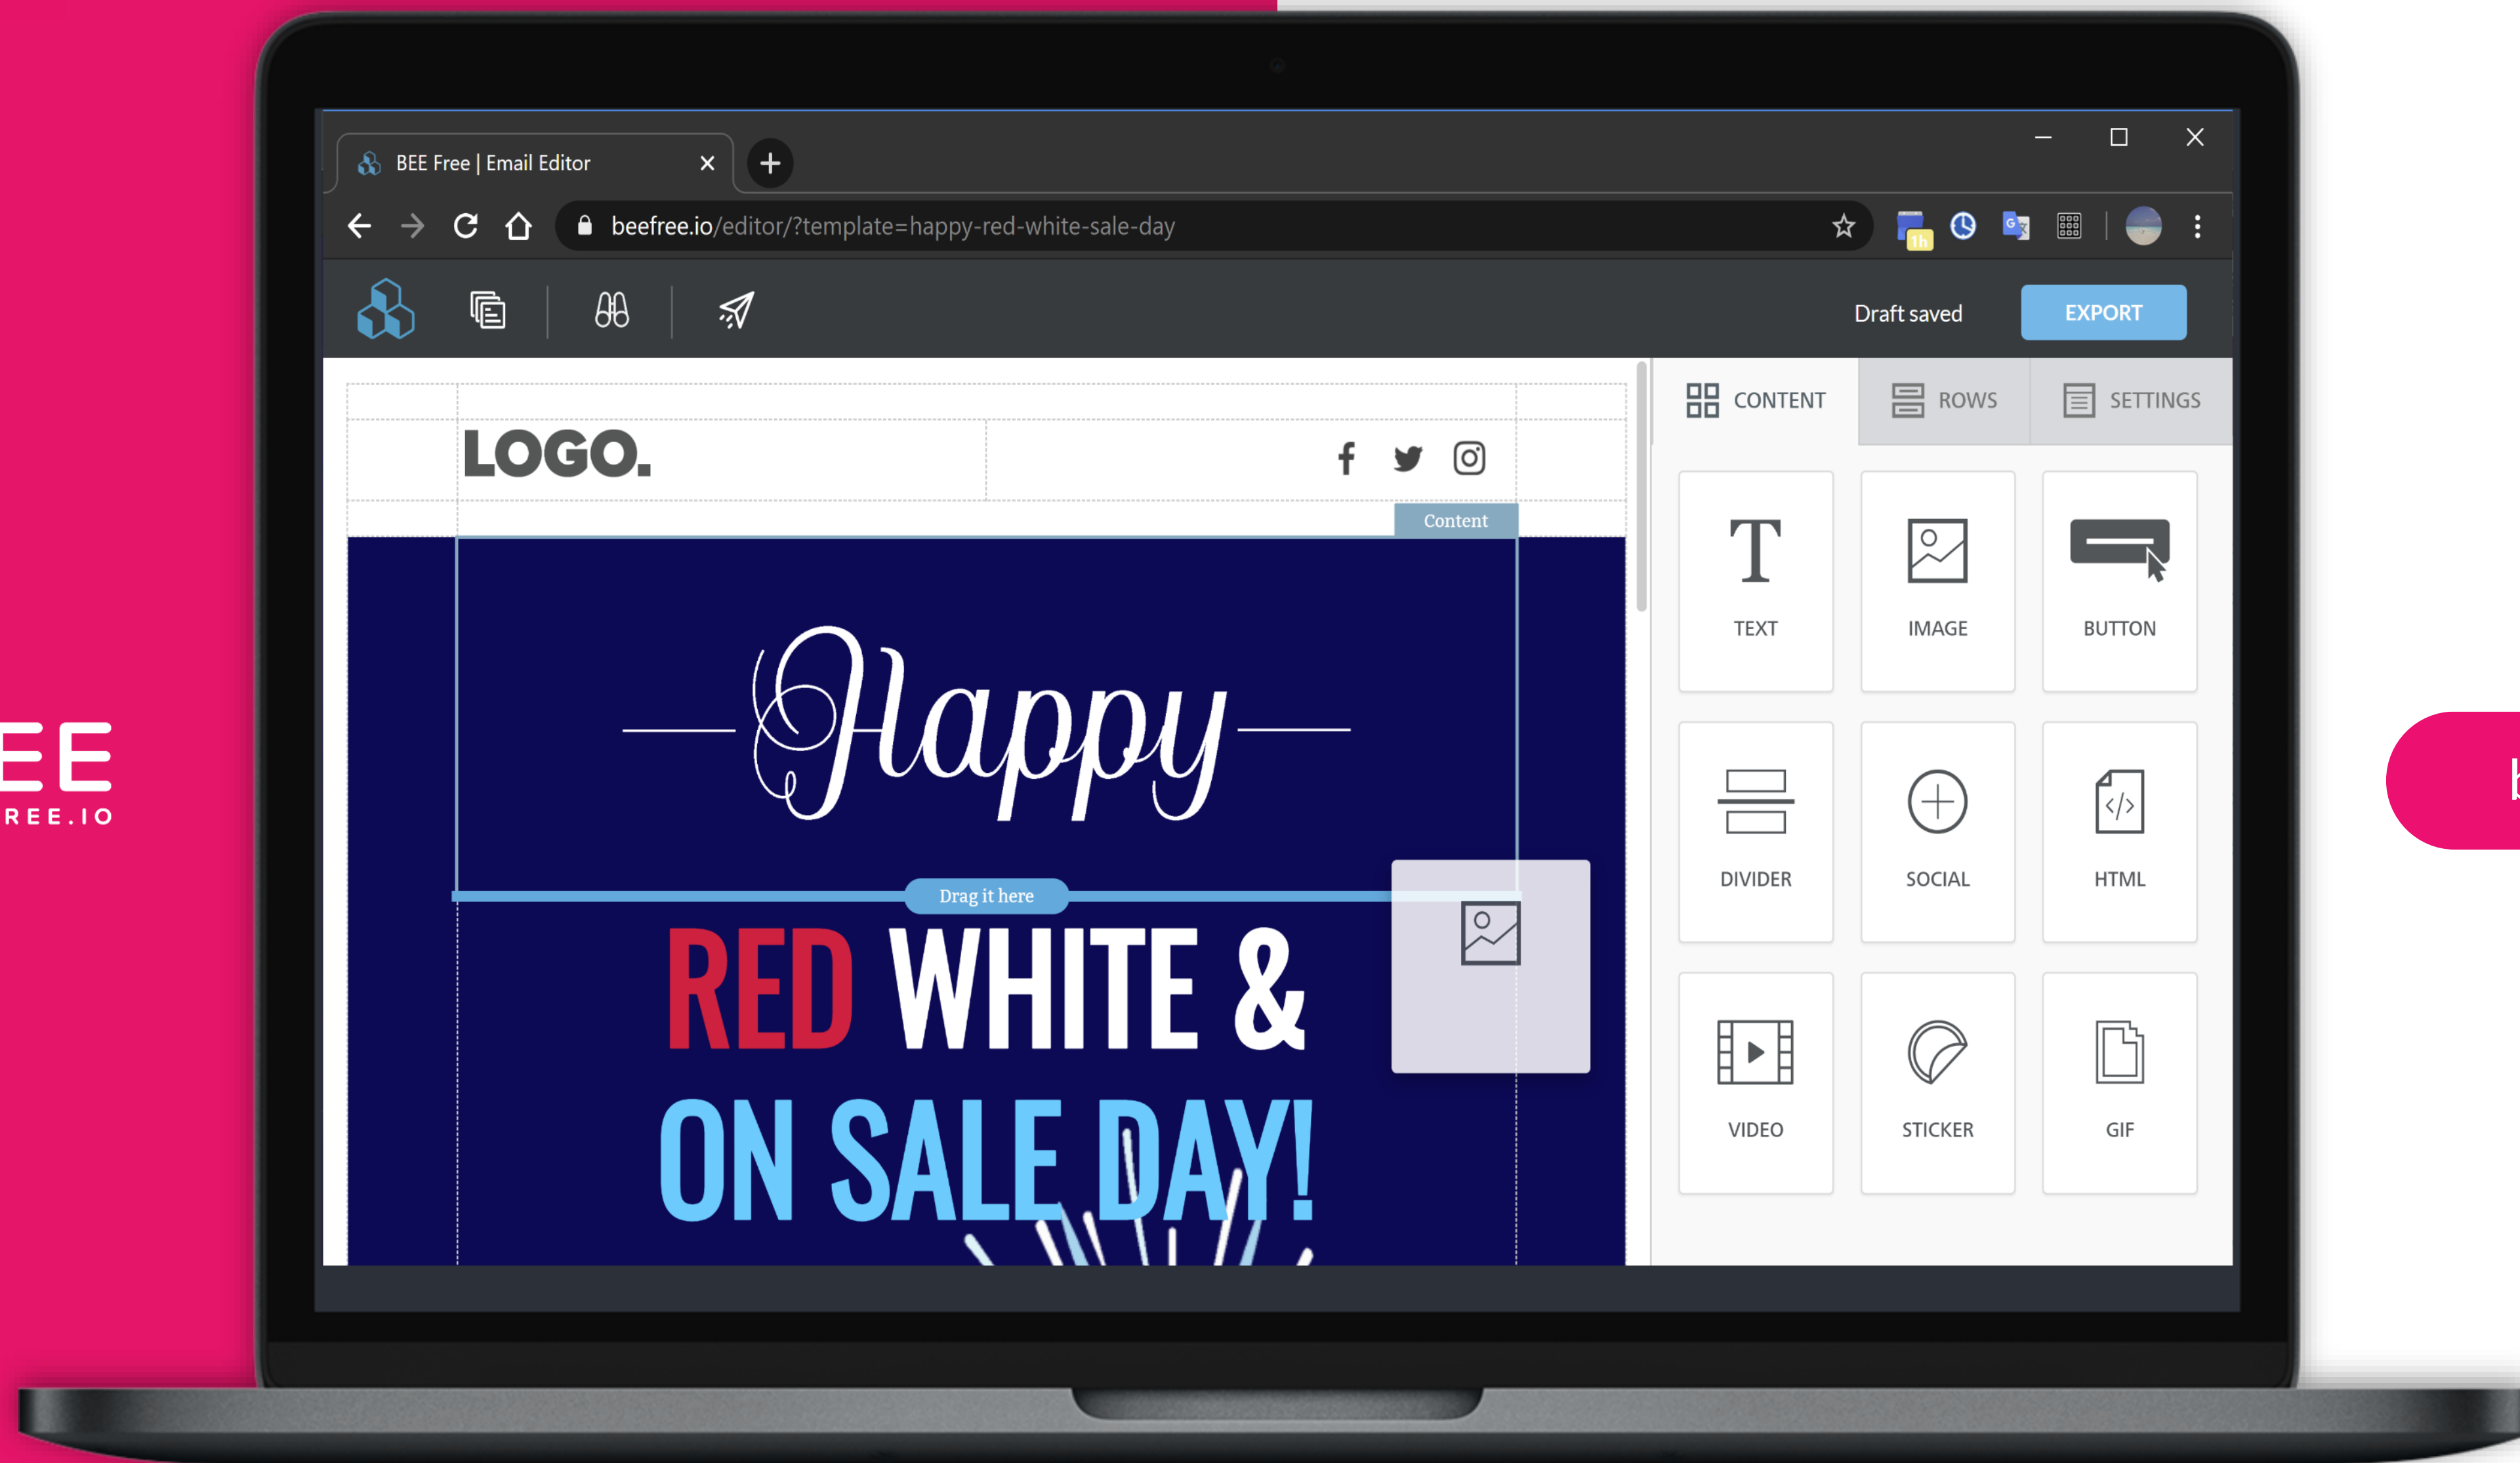 BEE Free | Email Editor
beefree.io/editor/?template=happy-red-white-sale-day
1h
Draft saved
EXPORT
LOGO.
CONTENT
ROWS
SETTINGS
Content
Happy
Drag it here
RED WHITE &
ON SALE DAY!
TEXT
IMAGE
BUTTON
DIVIDER
SOCIAL
HTML
</>
VIDEO
STICKER
GIF
EE
REE.IO